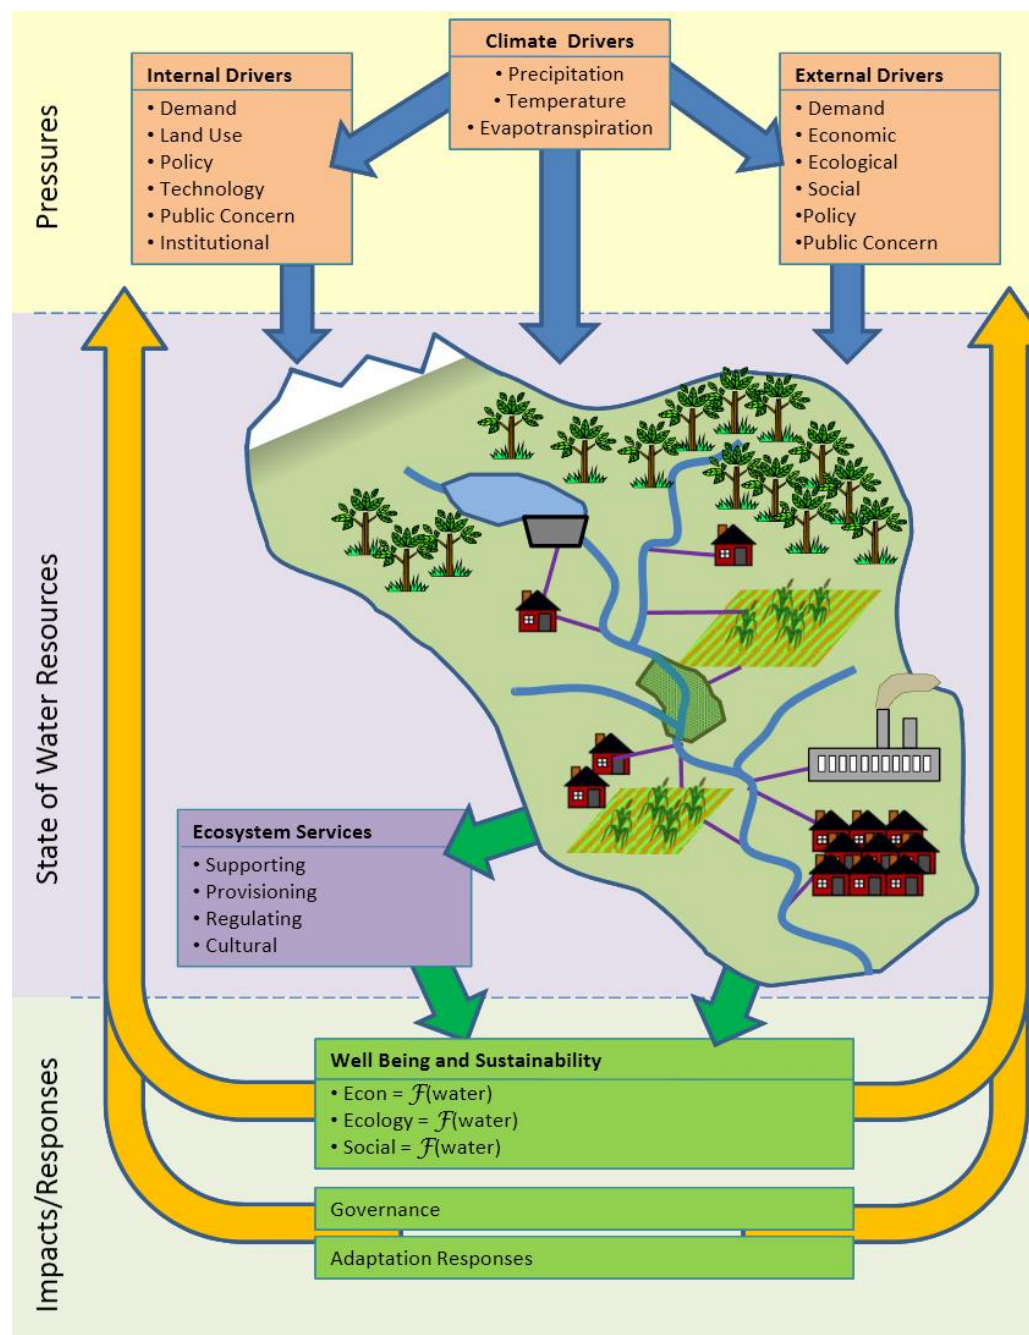 Pressures
Climate Drivers
• Precipitation
• Temperature
• Evapotranspiration
Internal Drivers
• Demand
• Land Use
• Policy
• Technology
• Public Concern
• Institutional
External Drivers
• Demand
• Economic
• Ecological
• Social
•Policy
•Public Concern
State of Water Resources
Ecosystem Services
• Supporting
• Provisioning
• Regulating
• Cultural
Impacts/Responses
Well Being and Sustainability
• Econ = ℱ(water)
• Ecology = ℱ(water)
• Social = ℱ(water)
Governance
Adaptation Responses